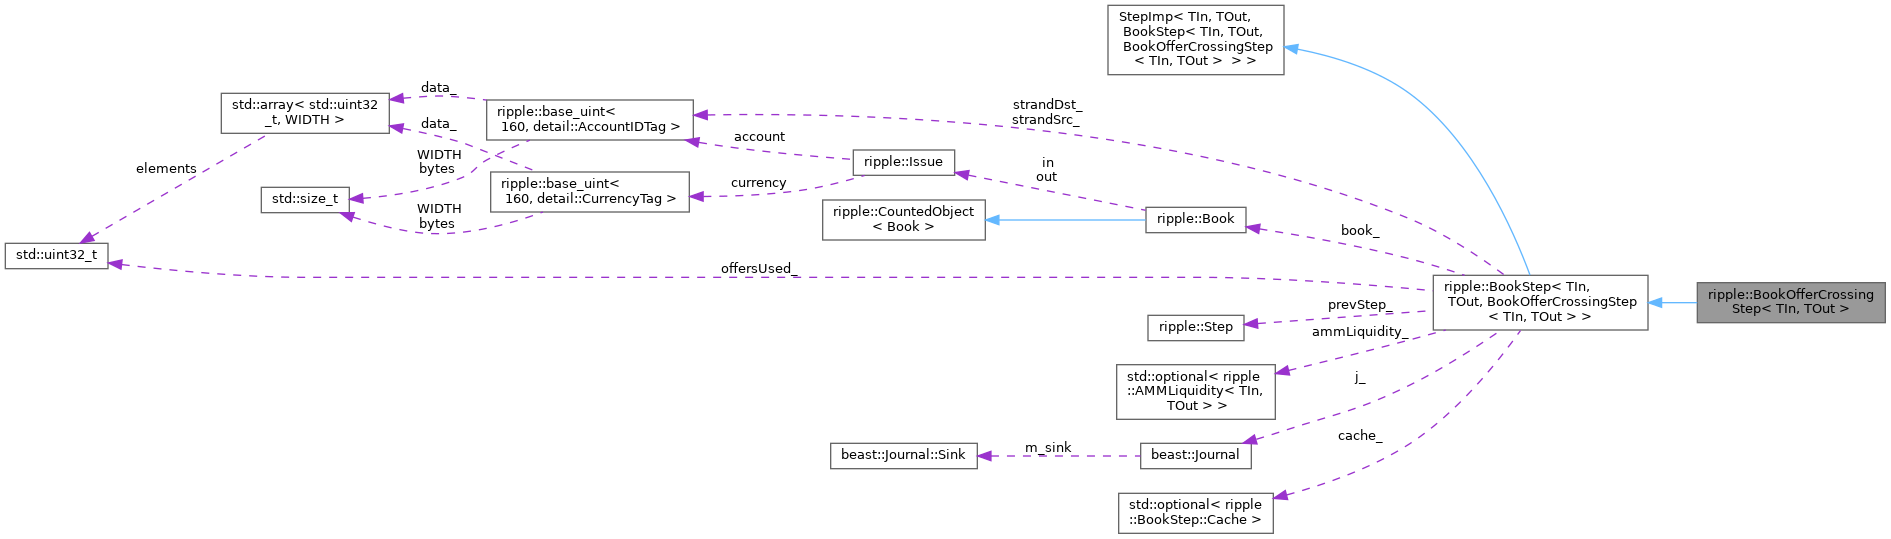 StepImp< TIn, TOut,
BookStep< TIn, TOut,
BookOfferCrossingStep
< TIn, TOut > > >
data_
std::array< std::uint32
_t, WIDTH >
ripple::base_uint<
160, detail::AccountIDTag >
strandDst_
strandSrc_
data_
account
WIDTH
bytes
ripple::Issue
in
out
elements
currency
ripple::base_uint<
160, detail::CurrencyTag >
std::size_t
WIDTH
bytes
ripple::CountedObject
< Book >
ripple::Book
book_
std::uint32_t
offersUsed_
ripple::BookStep< TIn,
TOut, BookOfferCrossingStep
< TIn, TOut > >
ripple::BookOfferCrossing
Step< TIn, TOut >
prevStep_
ripple::Step
ammLiquidity_
std::optional< ripple
::AMMLiquidity< TIn,
TOut > >
j_
cache_
beast::Journal::Sink
m_sink
beast::Journal
std::optional< ripple
::BookStep::Cache >